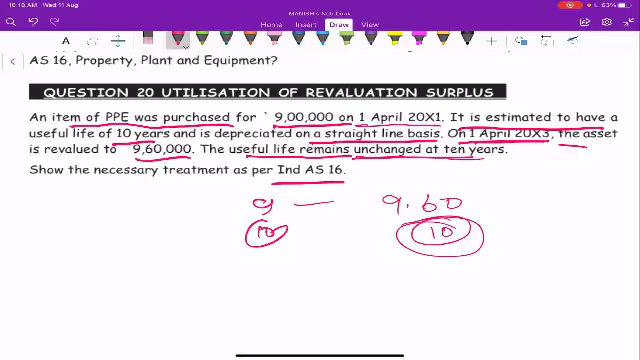 10:18 AM Wed 11 Aug
MANISH's Notebook
Home Insert Draw View
A
AS 16, Property, Plant and Equipment?
QUESTION 20 UTILISATION OF REVALUATION SURPLUS
An item of PPE was purchased for ` 9,00,000 on 1 April 20X1. It is estimated to have a
useful life of 10 years and is depreciated on a straight line basis. On 1 April 20X3, the asset
is revalued to 9,60,000. The useful life remains unchanged at ten years.
Show the necessary treatment as per Ind AS 16.
9 — 9.60
10 10